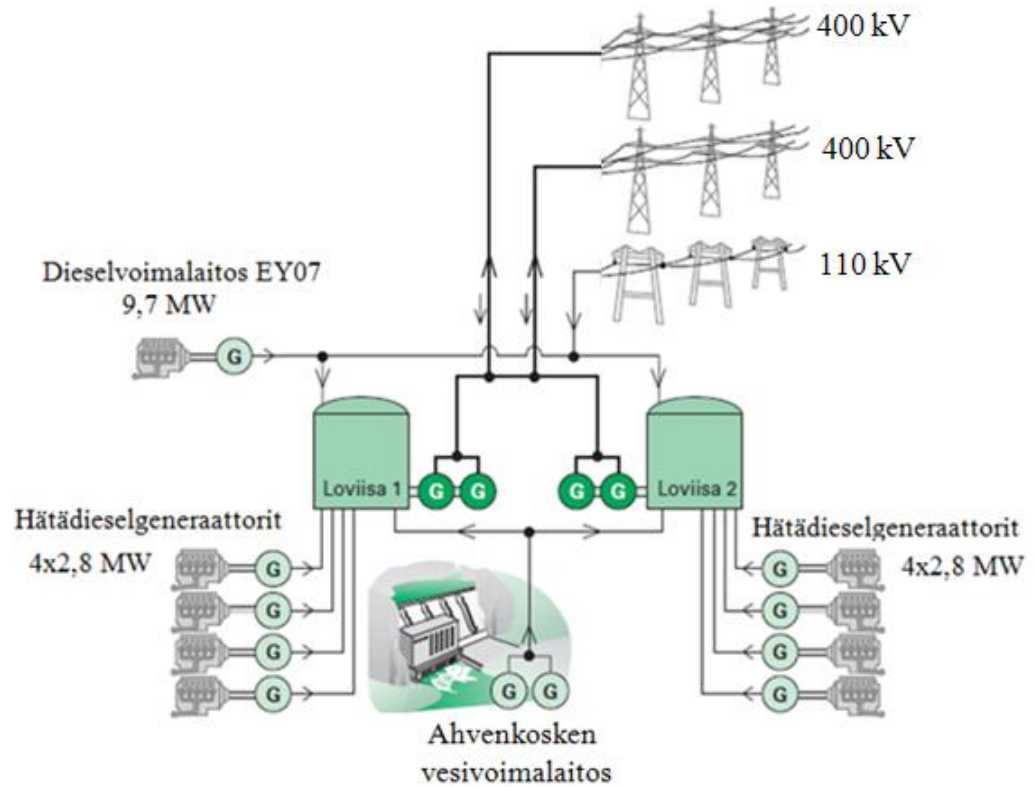 400 kV
400 kV
110 kV
Dieselvoimalaitos EY07
9,7 MW
G
Loviisa 1
G
G
G
G
Loviisa 2
Hätädieselgeneraattorit
4x2,8 MW
G
G
G
G
Hätädieselgeneraattorit
4x2,8 MW
G
G
G
G
G
G
Ahvenkosken
vesivoimalaitos